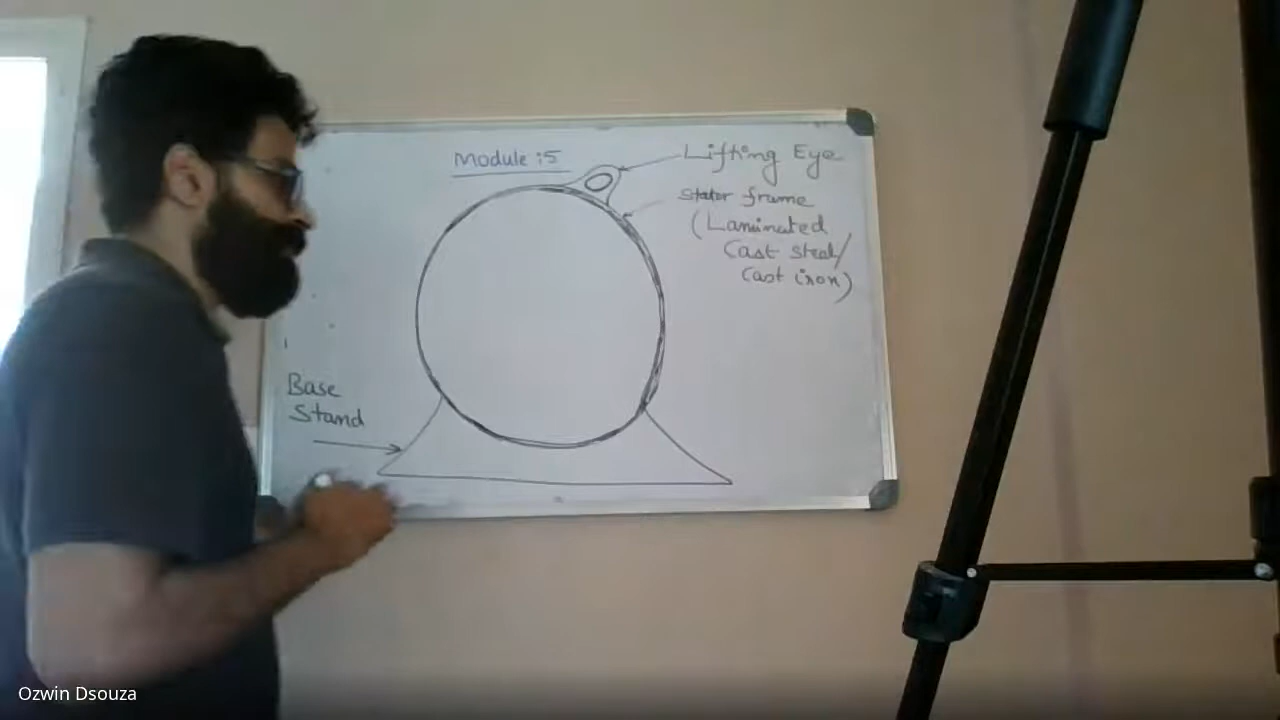 Module :5
Lifting Eye
Stator frame
(Laminated
Cast steel/
Cast iron)
Base
Stand
Ozwin Dsouza